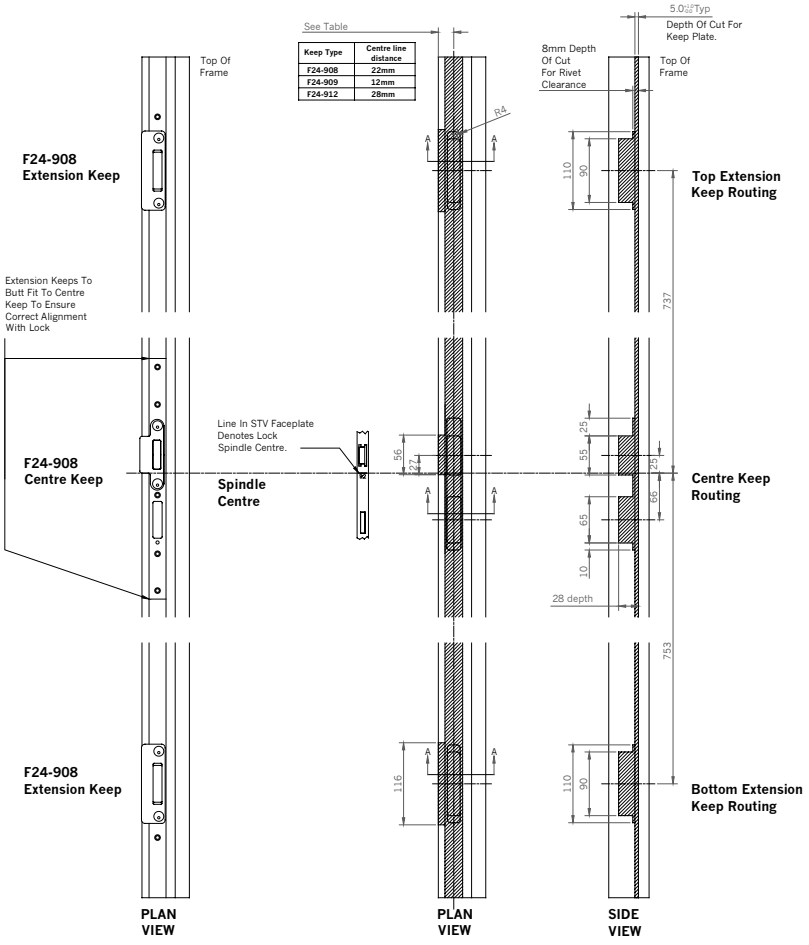 See Table
Keep Type Centre line distance
F24-908 22mm
F24-909 12mm
F24-912 28mm
Top Of
Frame
8mm Depth
Of Cut
For Rivet
Clearance
Depth Of Cut For
Keep Plate.
Top Of
Frame
R4
A A
F24-908
Extension Keep
110
90
Top Extension
Keep Routing
737
Extension Keeps To
Butt Fit To Centre
Keep To Ensure
Correct Alignment
With Lock
Line In STV Faceplate
Denotes Lock
Spindle Centre.
F24-908
Centre Keep
Spindle
Centre
56
27
A A
25
55
25
66
65
10
28 depth
Centre Keep
Routing
753
F24-908
Extension Keep
116
A A
110
90
Bottom Extension
Keep Routing
PLAN
VIEW
PLAN
VIEW
SIDE
VIEW